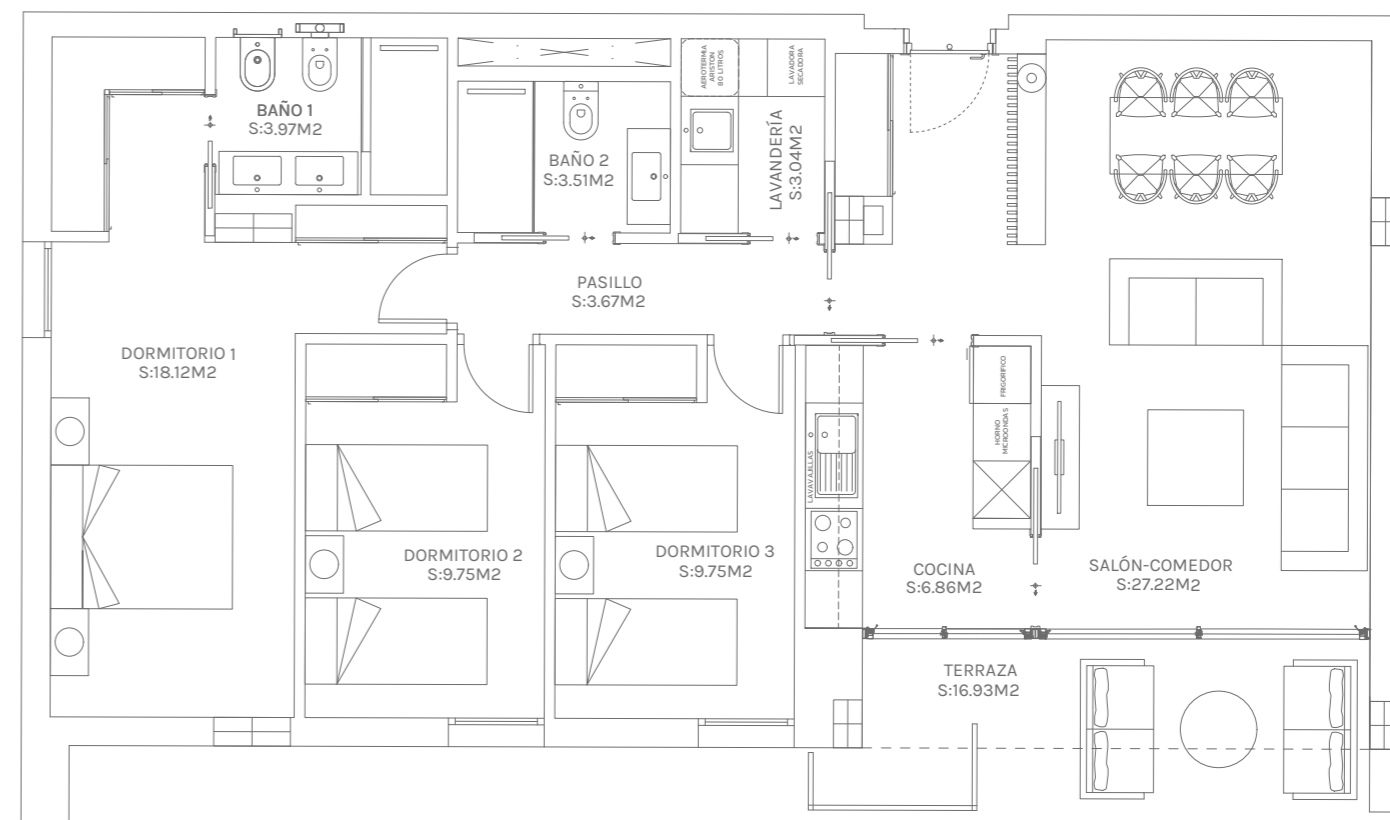 BAÑO 1
S:3.97M2
BAÑO 2
S:3.51M2
AEROTERMIA
ARISTON
80 LITROS
LAVADORA
SECADORA
LAVANDERÍA
S:3.04M2
PASILLO
S:3.67M2
DORMITORIO 1
S:18.12M2
DORMITORIO 2
S:9.75M2
DORMITORIO 3
S:9.75M2
LAVAVAJILLAS
FRIGORIFICO
HORNO
MICROONDAS
COCINA
S:6.86M2
SALÓN-COMEDOR
S:27.22M2
TERRAZA
S:16.93M2